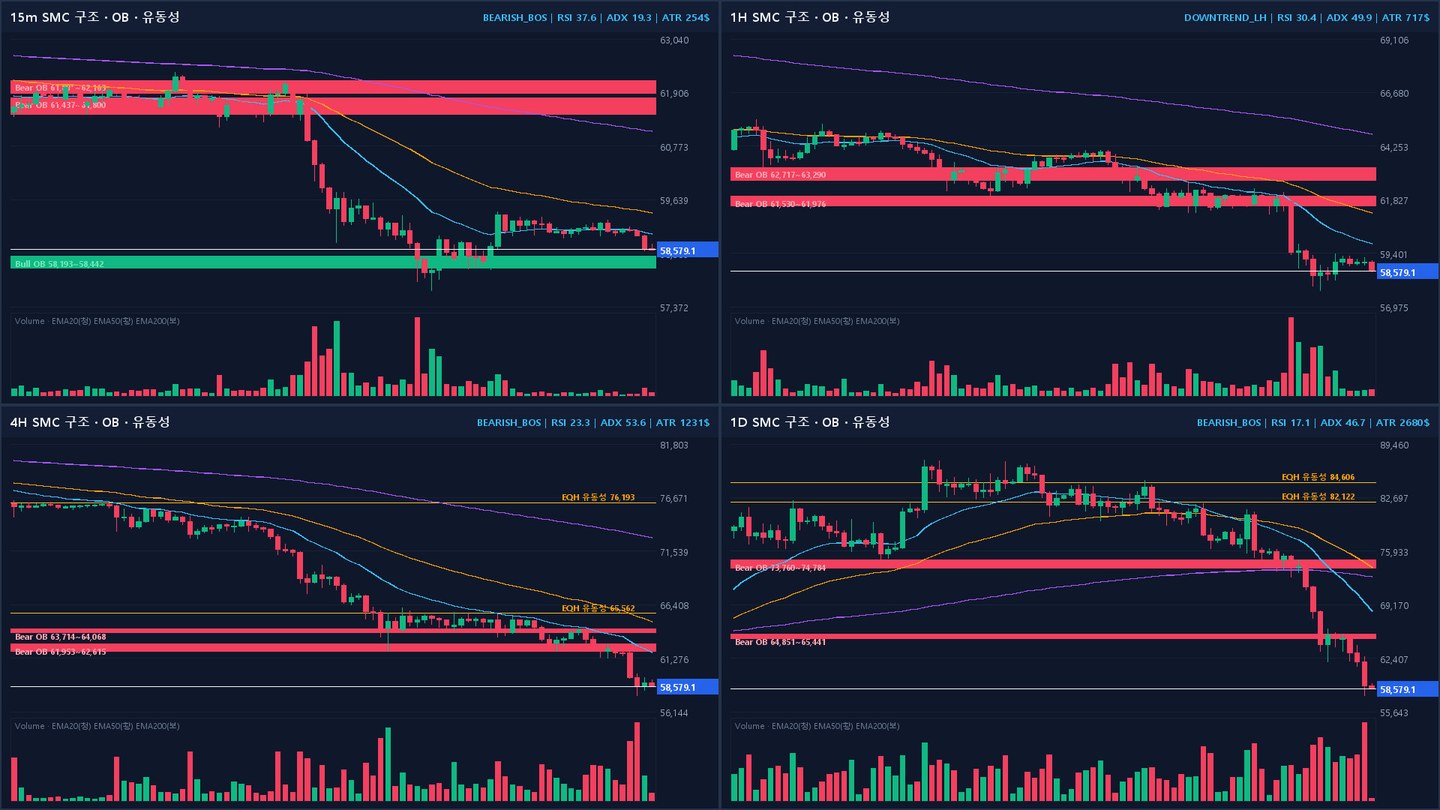 15m SMC 구조 · OB · 유동성
BEARISH_BOS | RSI 37.6 | ADX 19.3 | ATR 254$
63,040
61,906
60,773
59,639
58,579.1
57,372
Bear OB
Bear OB 61,437~
Bull OB 58,193~58,442
Volume · EMA20(청) EMA50(황) EMA200(보)
1H SMC 구조 · OB · 유동성
DOWNTREND_LH | RSI 30.4 | ADX 49.9 | ATR 717$
69,106
66,680
64,253
61,827
59,401
58,579.1
56,975
Bear OB 62,717~63,290
Bear OB 61,530~61,976
Volume · EMA20(청) EMA50(황) EMA200(보)
4H SMC 구조 · OB · 유동성
BEARISH_BOS | RSI 23.3 | ADX 53.6 | ATR 1231$
81,803
76,671
71,539
66,408
61,276
58,579.1
56,144
EQH 유동성 76,193
EQH 유동성 65,562
Bear OB 63,714~64,068
Bear OB 61,953~62,615
Volume · EMA20(청) EMA50(황) EMA200(보)
1D SMC 구조 · OB · 유동성
BEARISH_BOS | RSI 17.1 | ADX 46.7 | ATR 2680$
89,460
82,697
75,933
69,170
62,407
58,579.1
55,643
EQH 유동성 84,606
EQH 유동성 82,122
Bear OB 73,760~74,784
Bear OB 64,851~65,441
Volume · EMA20(청) EMA50(황) EMA200(보)